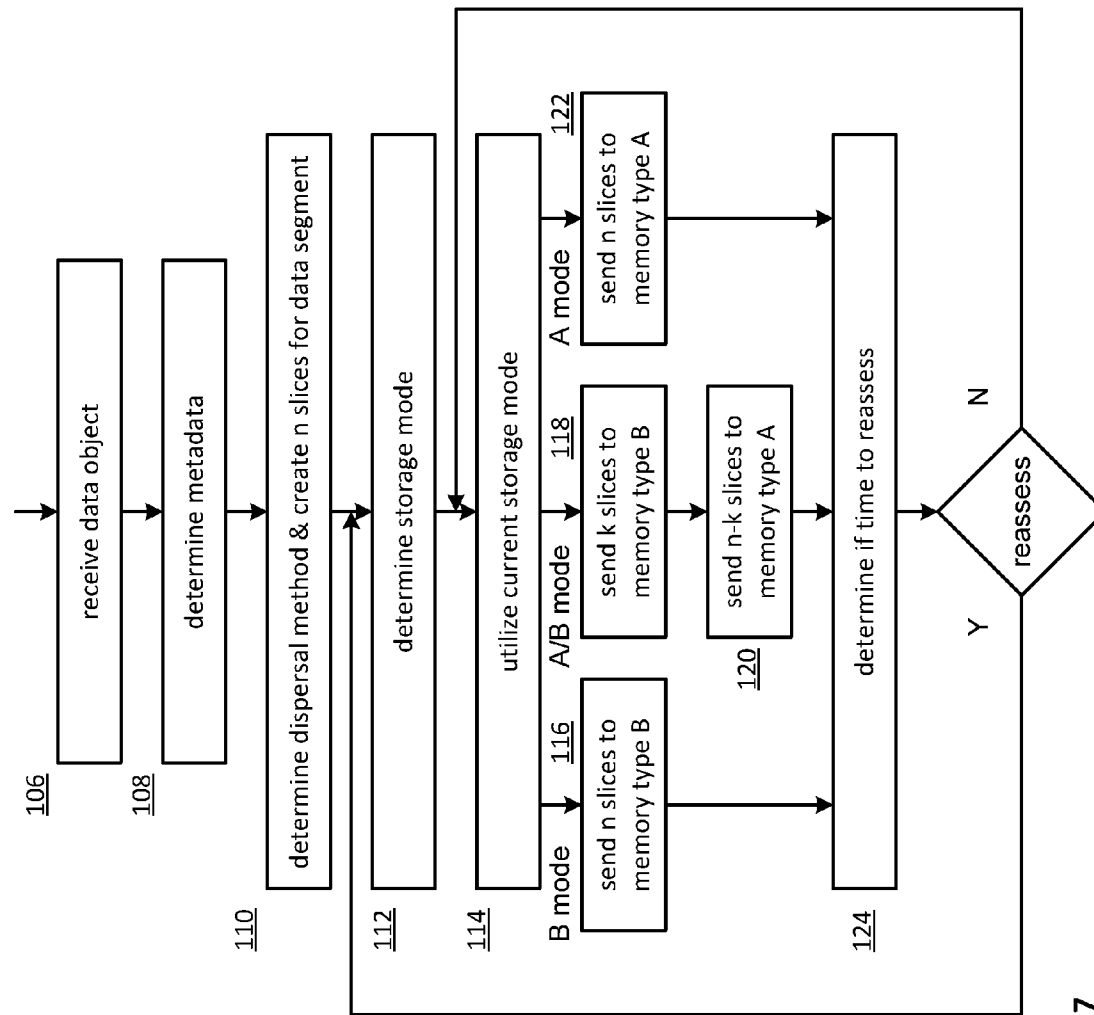 106
receive data object
108
determine metadata
110
determine dispersal method & create n slices for data segment
112
determine storage mode
114
utilize current storage mode
B mode
116
send n slices to
memory type B
A/B mode
118
send k slices to
memory type B
120
send n-k slices to
memory type A
A mode
122
send n slices to
memory type A
124
determine if time to reassess
Y
reassess
N
7